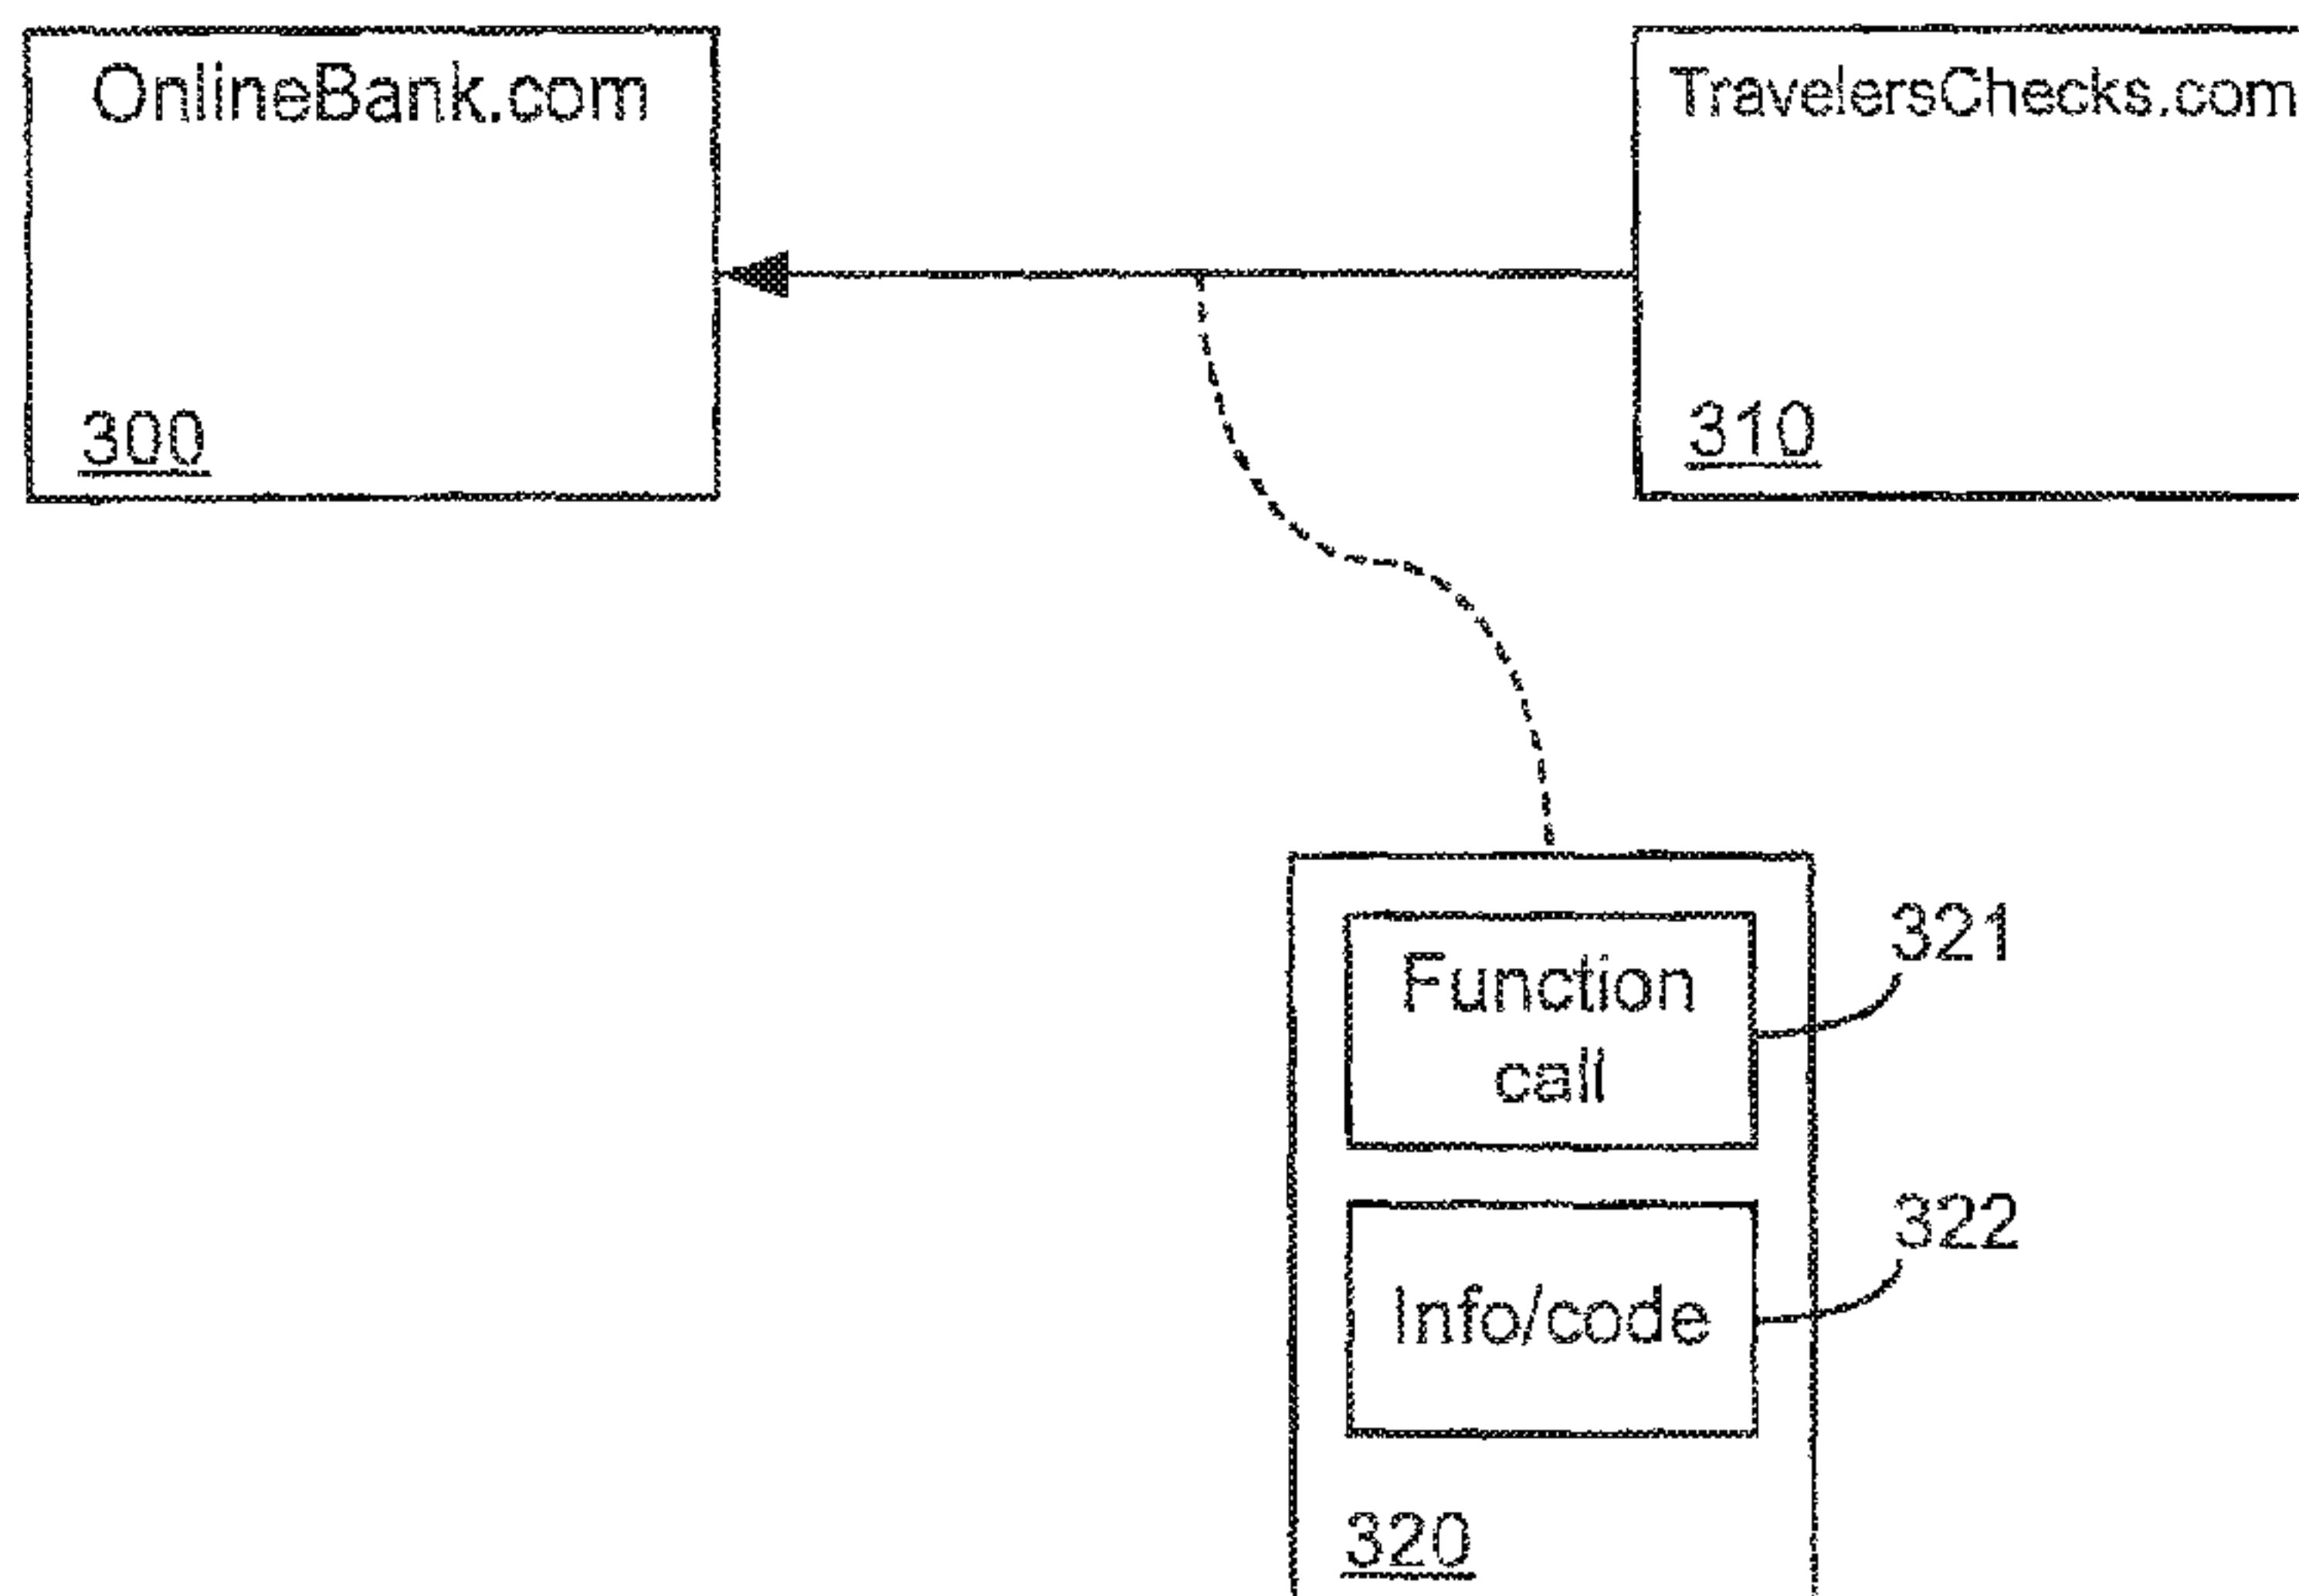 OnlineBank.com
300
TravelersChecks.com
310
Function
call
321
Info/code
322
320